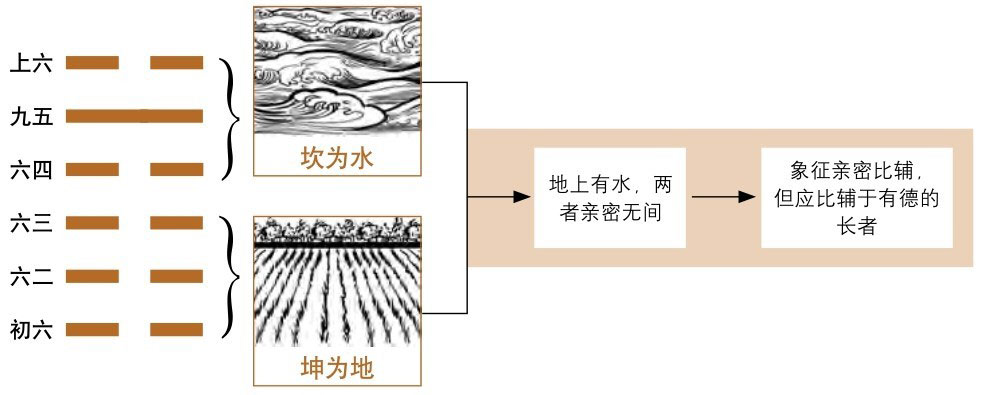 上六
九五
六四
六三
六二
初六
坎为水
坤为地
地上有水，两
者亲密无间
象征亲密比辅，
但应比辅于有德的
长者